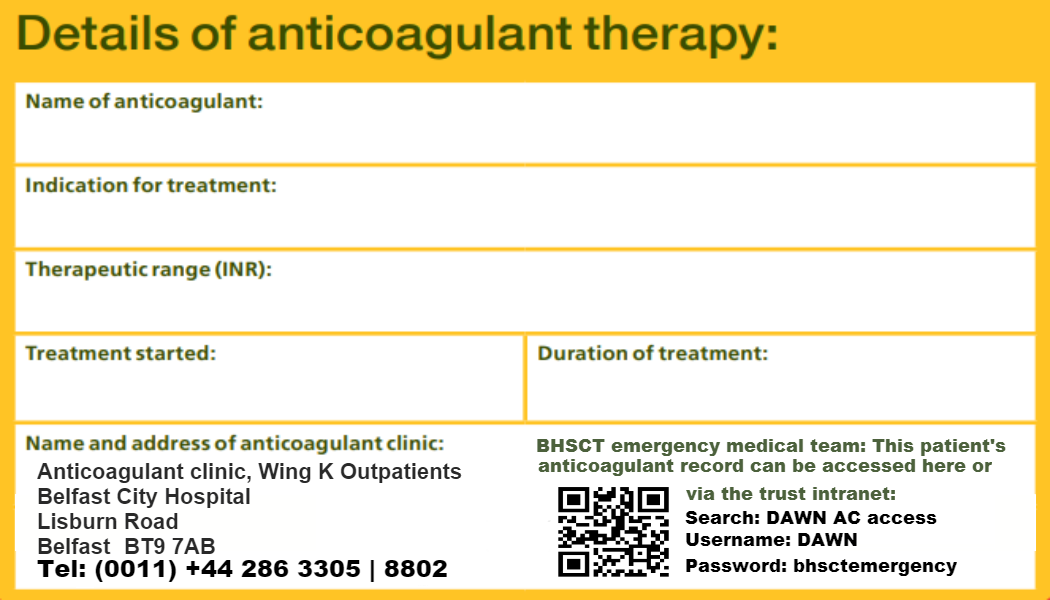 Details of anticoagulant therapy:
Name of anticoagulant:
Indication for treatment:
Therapeutic range (INR):
Treatment started:
Duration of treatment:
Name and address of anticoagulant clinic:
Anticoagulant clinic, Wing K Outpatients
Belfast City Hospital
Lisburn Road
Belfast BT9 7AB
Tel: (0011) +44 286 3305 | 8802
BHSCT emergency medical team: This patient's
anticoagulant record can be accessed here or
via the trust intranet:
Search: DAWN AC access
Username: DAWN
Password: bhsctemergency